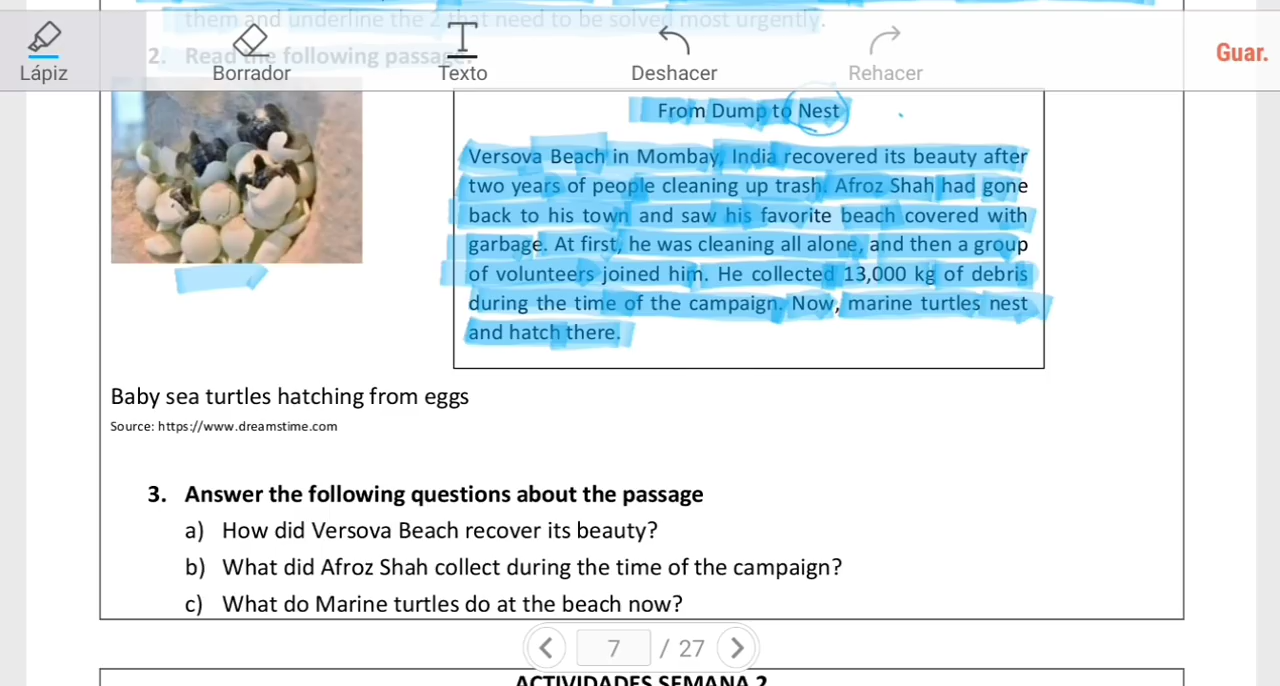 them and underline the 2 that need to be solved most urgently.
2. Read the following passage.
Lápiz
Borrador
Texto
Deshacer
Rehacer
Guar.
From Dump to Nest
Versova Beach in Mombay, India recovered its beauty after
two years of people cleaning up trash. Afroz Shah had gone
back to his town and saw his favorite beach covered with
garbage. At first, he was cleaning all alone, and then a group
of volunteers joined him. He collected 13,000 kg of debris
during the time of the campaign. Now, marine turtles nest
and hatch there.
Baby sea turtles hatching from eggs
Source: https://www.dreamstime.com
3. Answer the following questions about the passage
a) How did Versova Beach recover its beauty?
b) What did Afroz Shah collect during the time of the campaign?
c) What do Marine turtles do at the beach now?
7 / 27
ACTIVIDADES SEMANA 2